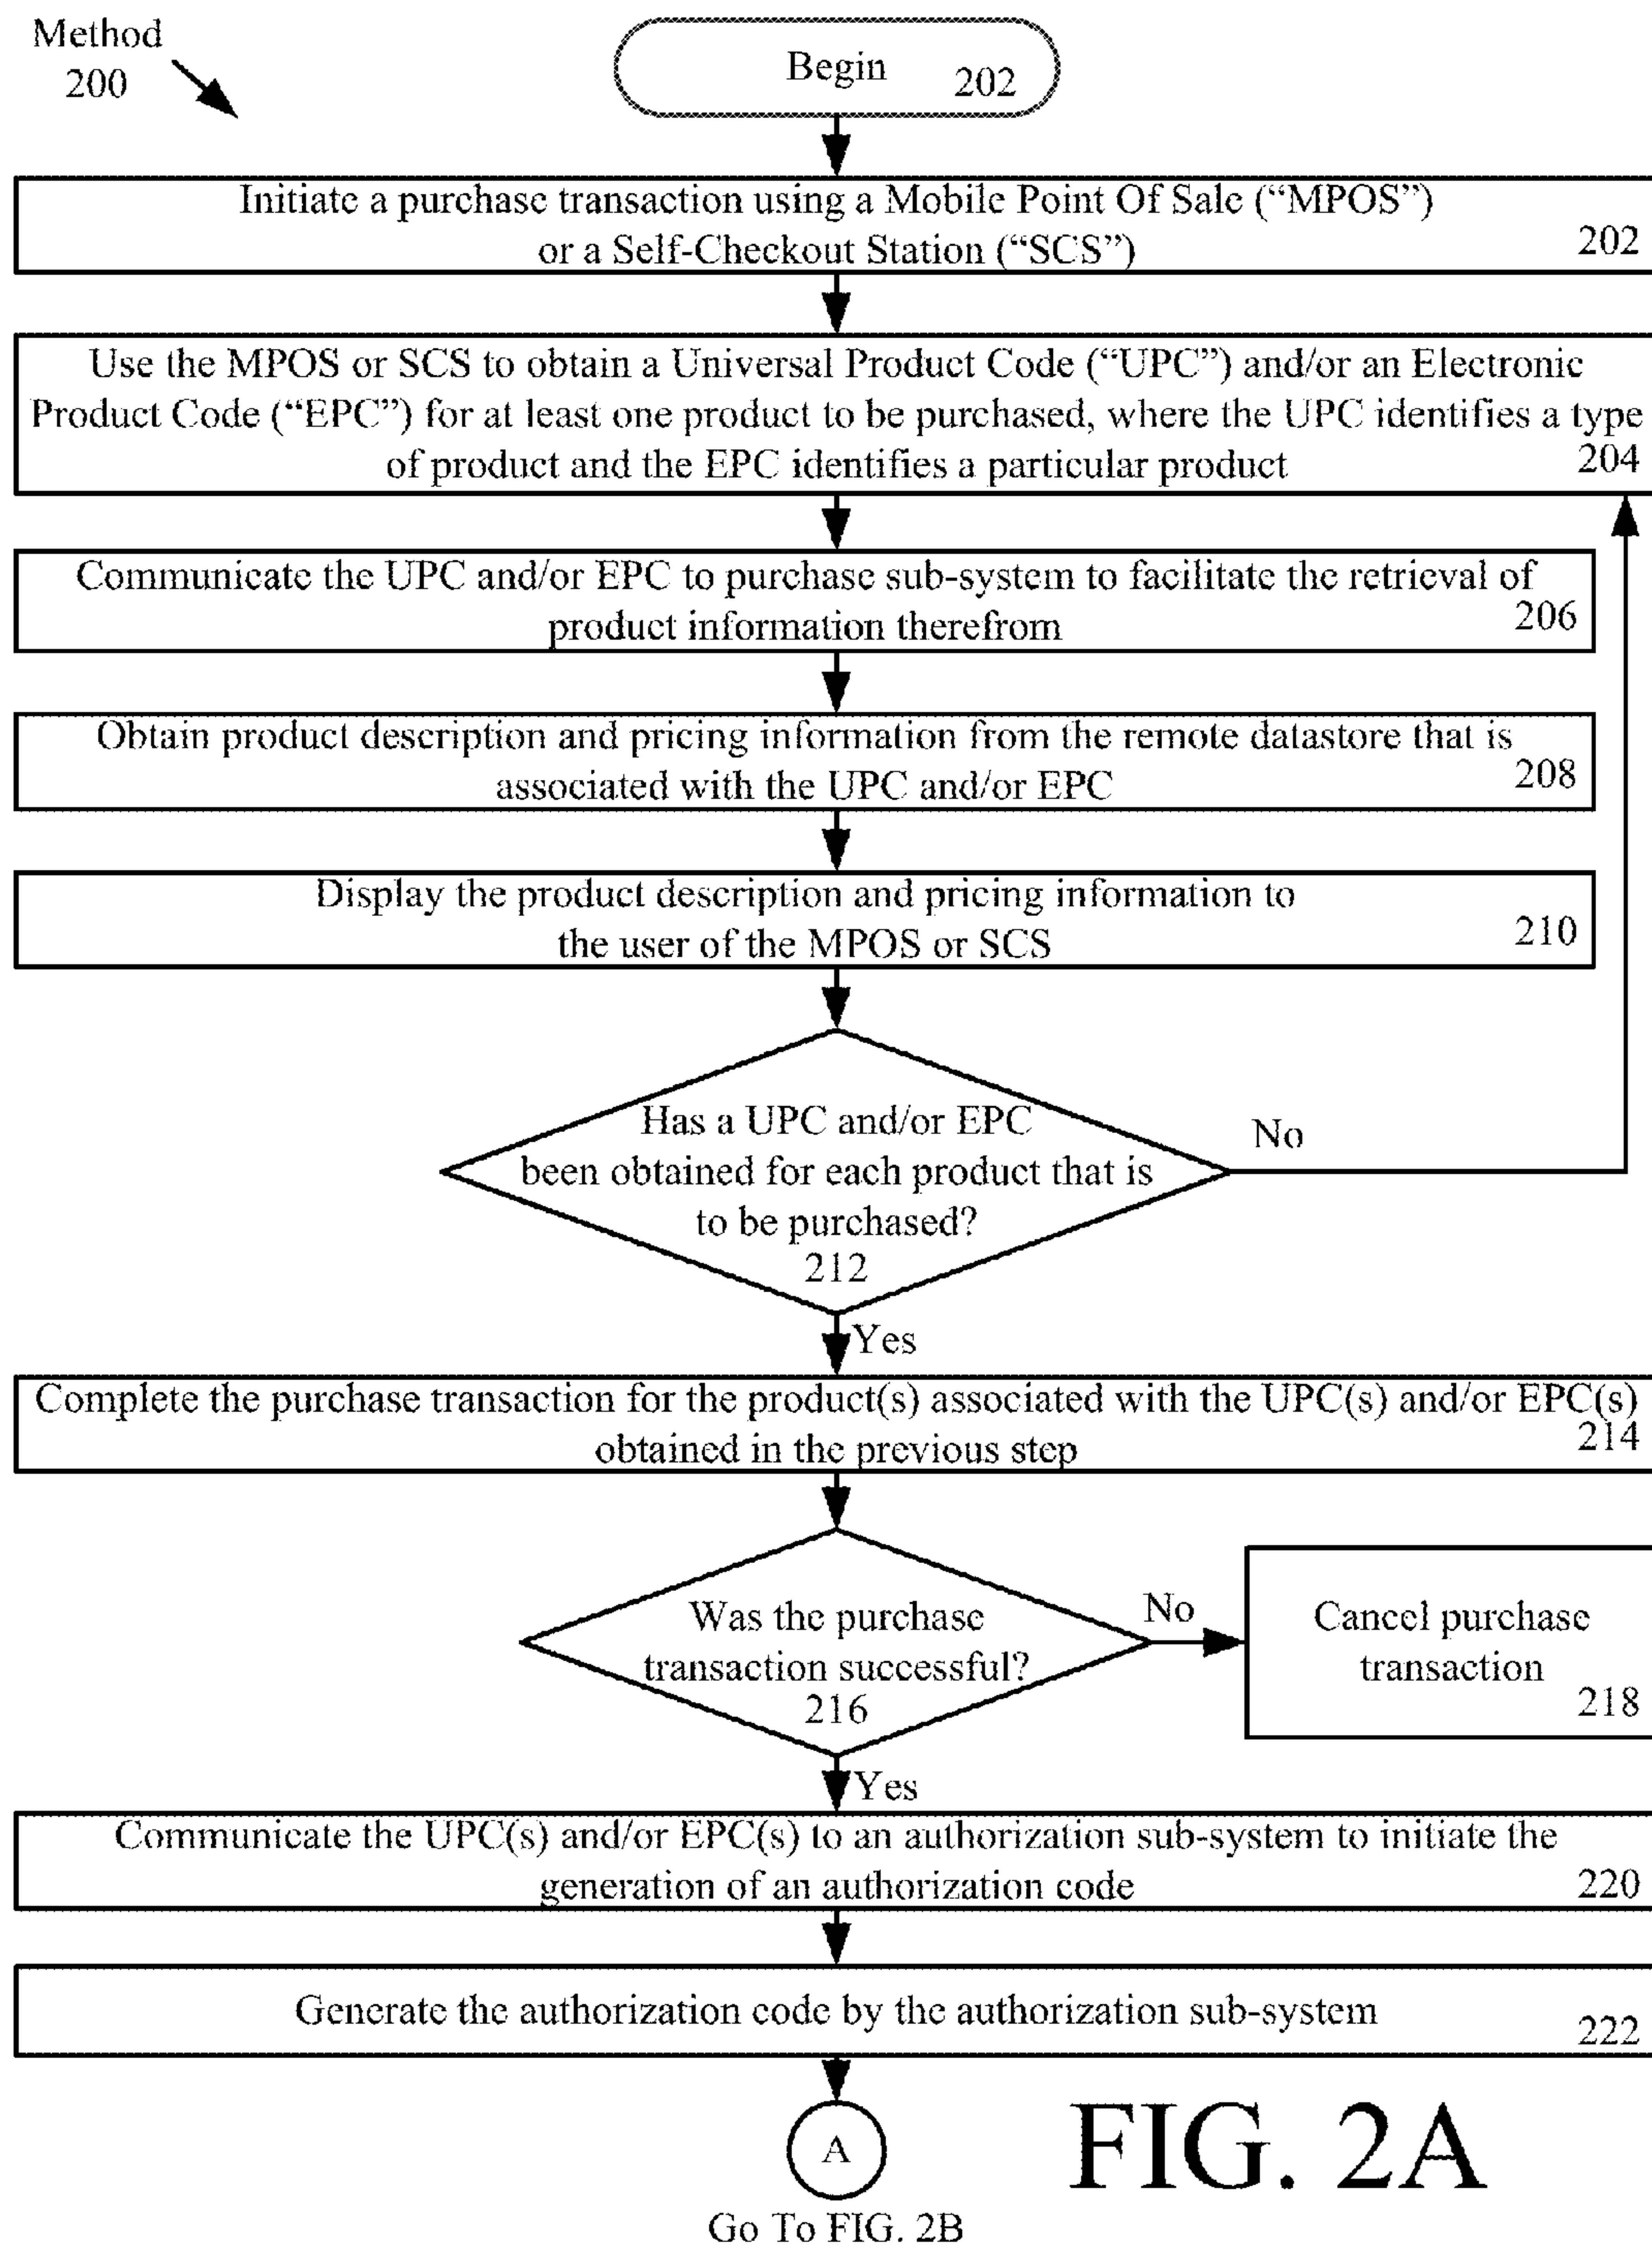 Method
200
Begin 202
Initiate a purchase transaction using a Mobile Point Of Sale (“MPOS”)
or a Self-Checkout Station (“SCS”) 202
Use the MPOS or SCS to obtain a Universal Product Code (“UPC”) and/or an Electronic
Product Code (“EPC”) for at least one product to be purchased, where the UPC identifies a type
of product and the EPC identifies a particular product 204
Communicate the UPC and/or EPC to purchase sub-system to facilitate the retrieval of
product information therefrom 206
Obtain product description and pricing information from the remote datastore that is
associated with the UPC and/or EPC 208
Display the product description and pricing information to
the user of the MPOS or SCS 210
Has a UPC and/or EPC
been obtained for each product that is
to be purchased?
212
No
Yes
Complete the purchase transaction for the product(s) associated with the UPC(s) and/or EPC(s)
obtained in the previous step 214
Was the purchase
transaction successful?
216
No
Cancel purchase
transaction
218
Yes
Communicate the UPC(s) and/or EPC(s) to an authorization sub-system to initiate the
generation of an authorization code 220
Generate the authorization code by the authorization sub-system 222
A
Go To FIG. 2B
FIG. 2A